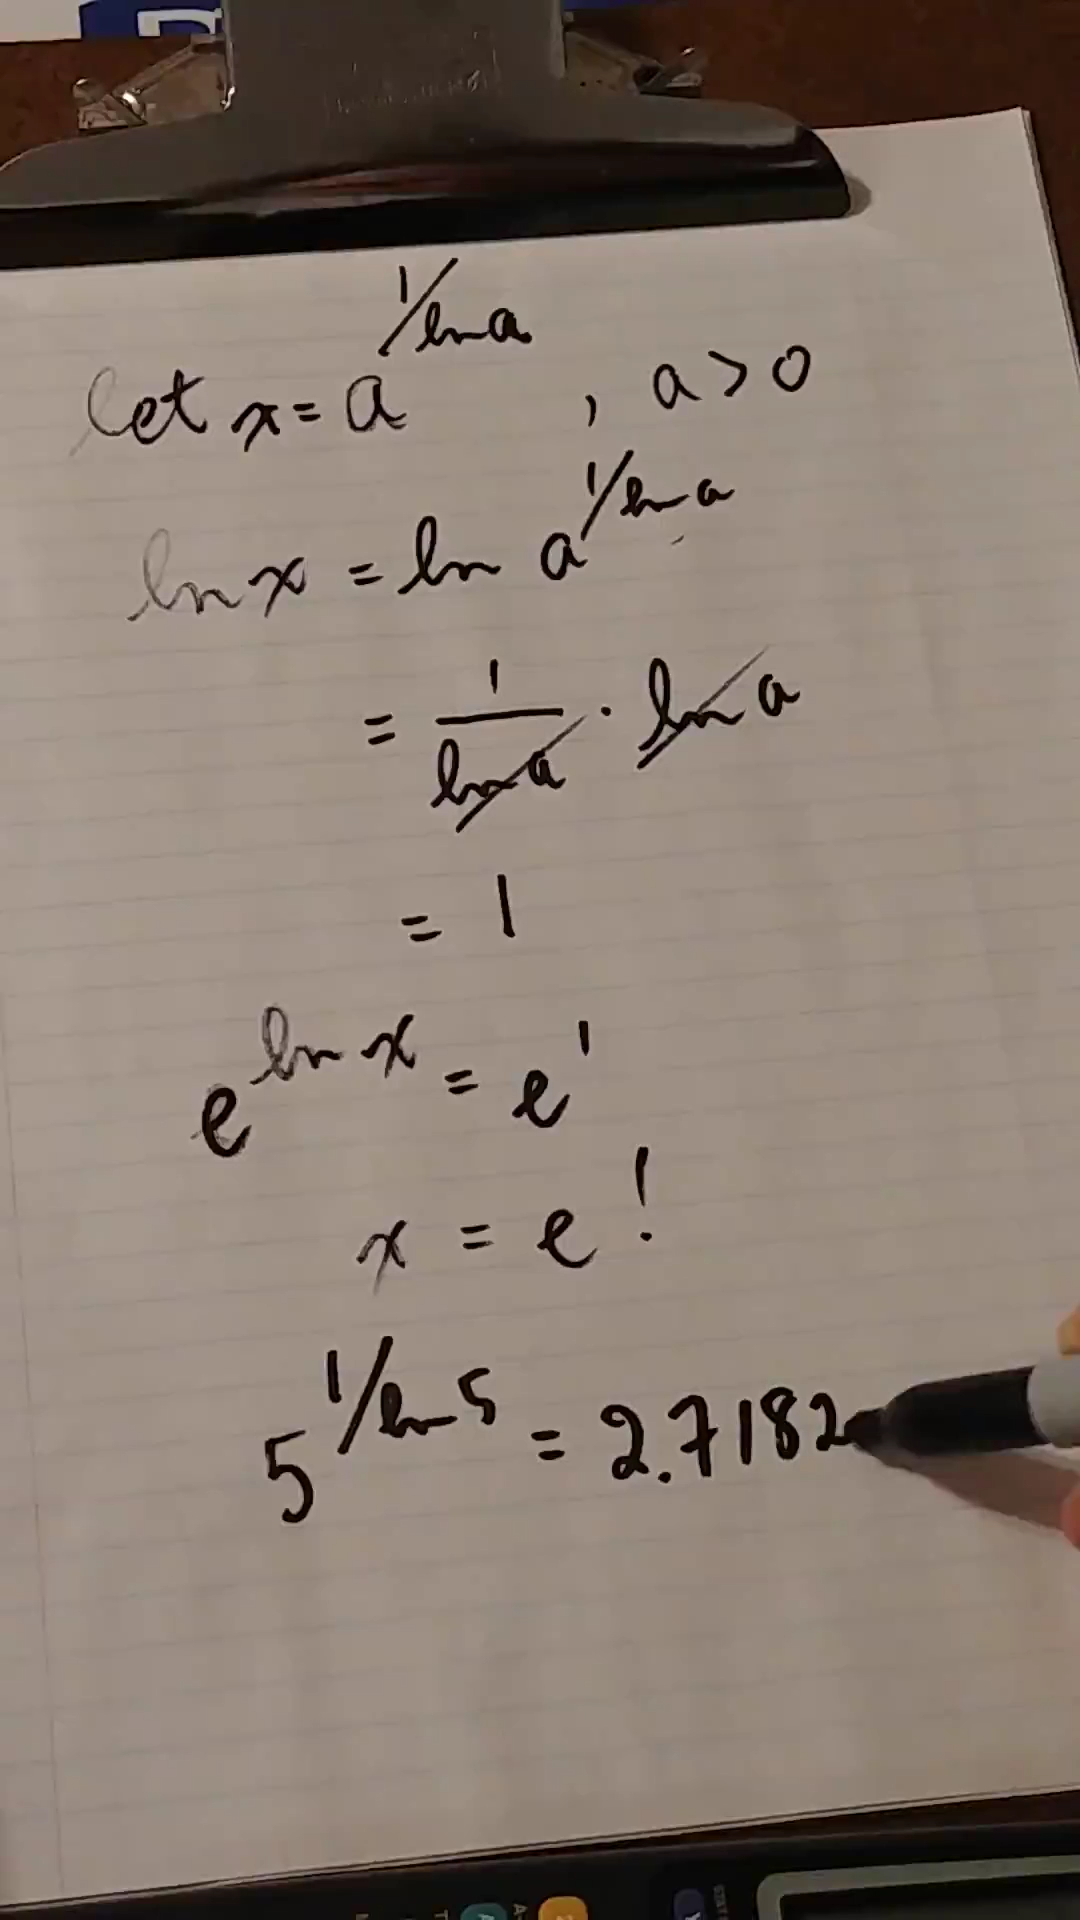 let x = a^{1/ln a} , a > 0
ln x = ln a^{1/ln a}
= \frac{1}{ln a} · ln a
= 1
e^{ln x} = e^1
x = e!
5^{1/ln 5} = 2.7182